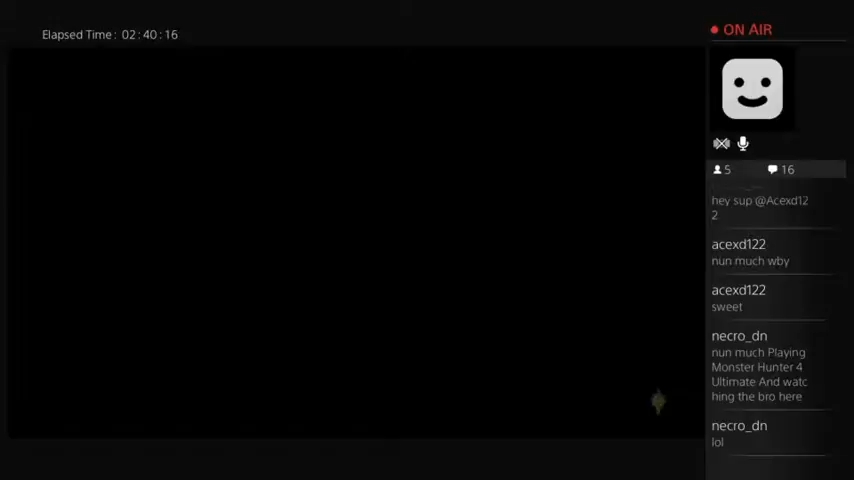 Elapsed Time: 02:40:16
ON AIR
5
16
hey sup @Acexd12
2
acexd122
nun much wby
acexd122
sweet
necro_dn
nun much Playing
Monster Hunter 4
Ultimate And watc
hing the bro here
necro_dn
lol